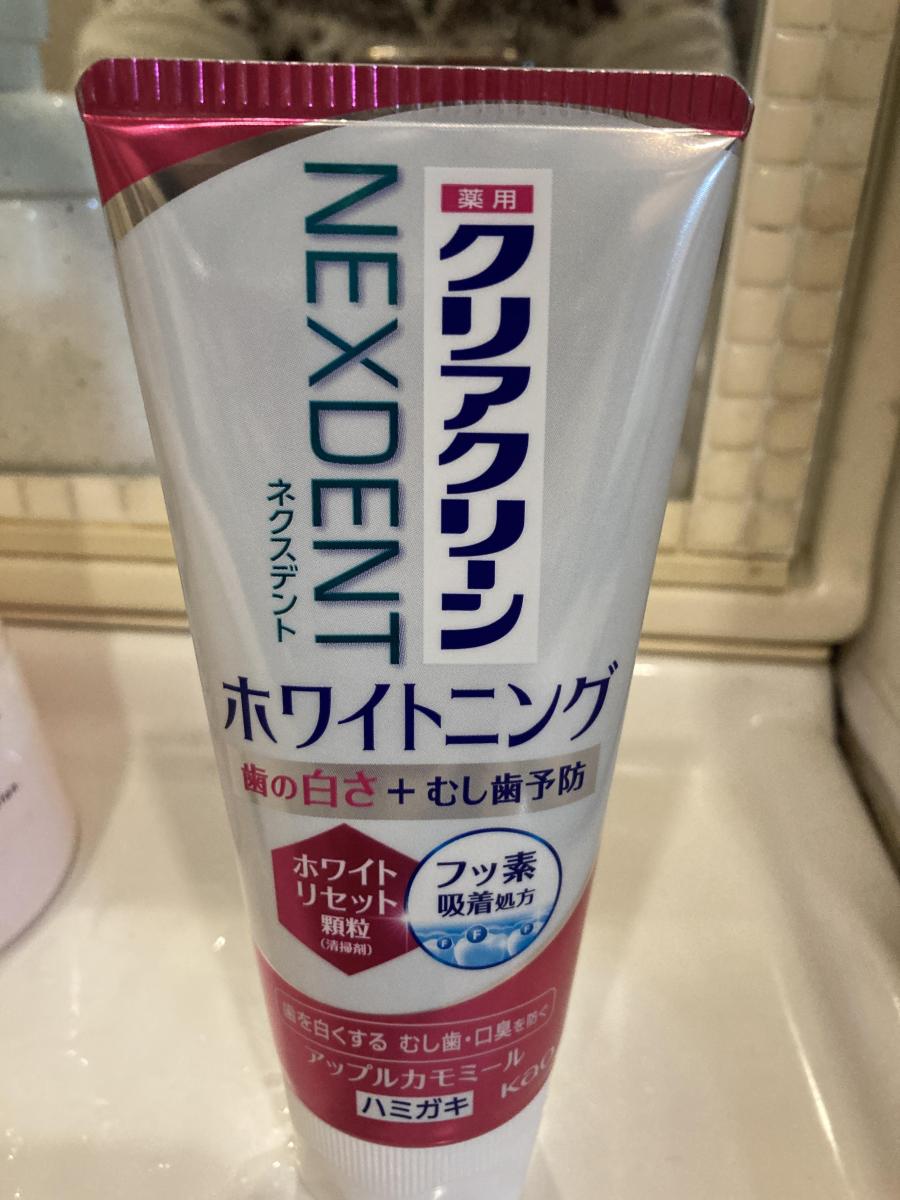 薬用
クリアクリーン
NEXDENT
ネクスデント
ホワイトニング
歯の白さ + むし歯予防
ホワイト
リセット
顆粒
(清掃剤)
フッ素
吸着処方
F F F
歯を白くする むし歯・口臭を防ぐ
アップルカモミール
Kao
ハミガキ